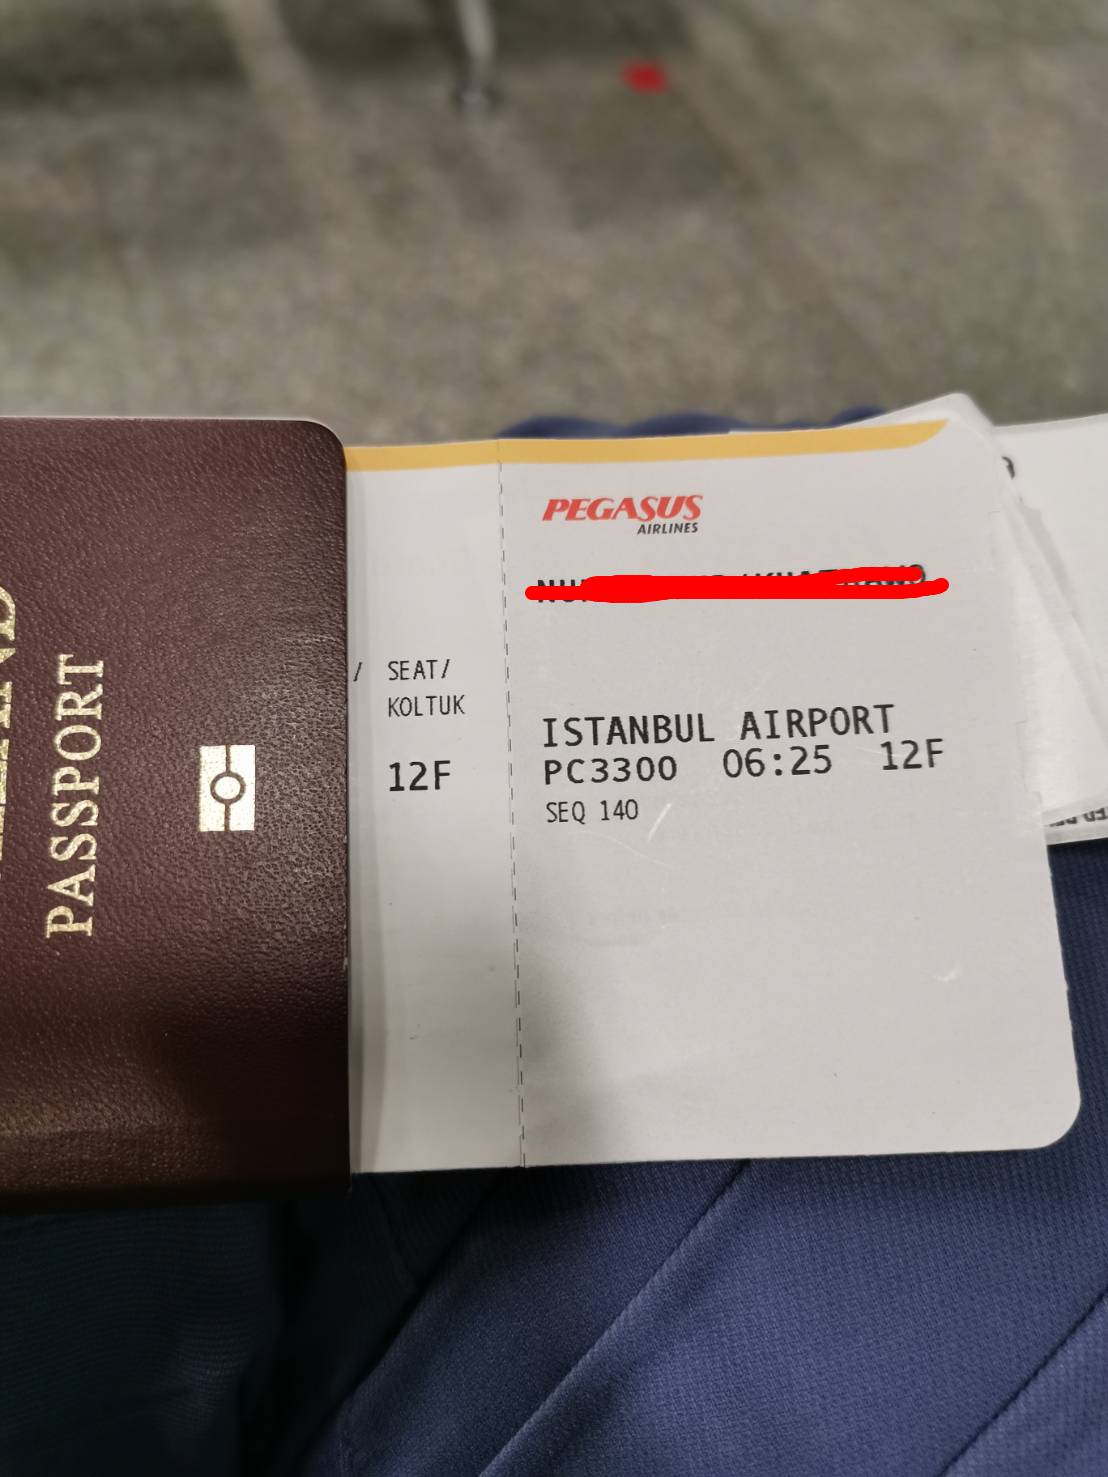 PASSPORT
/ SEAT/
KOLTUK
12F
PEGASUS
AIRLINES
ISTANBUL AIRPORT
PC3300 06:25 12F
SEQ 140